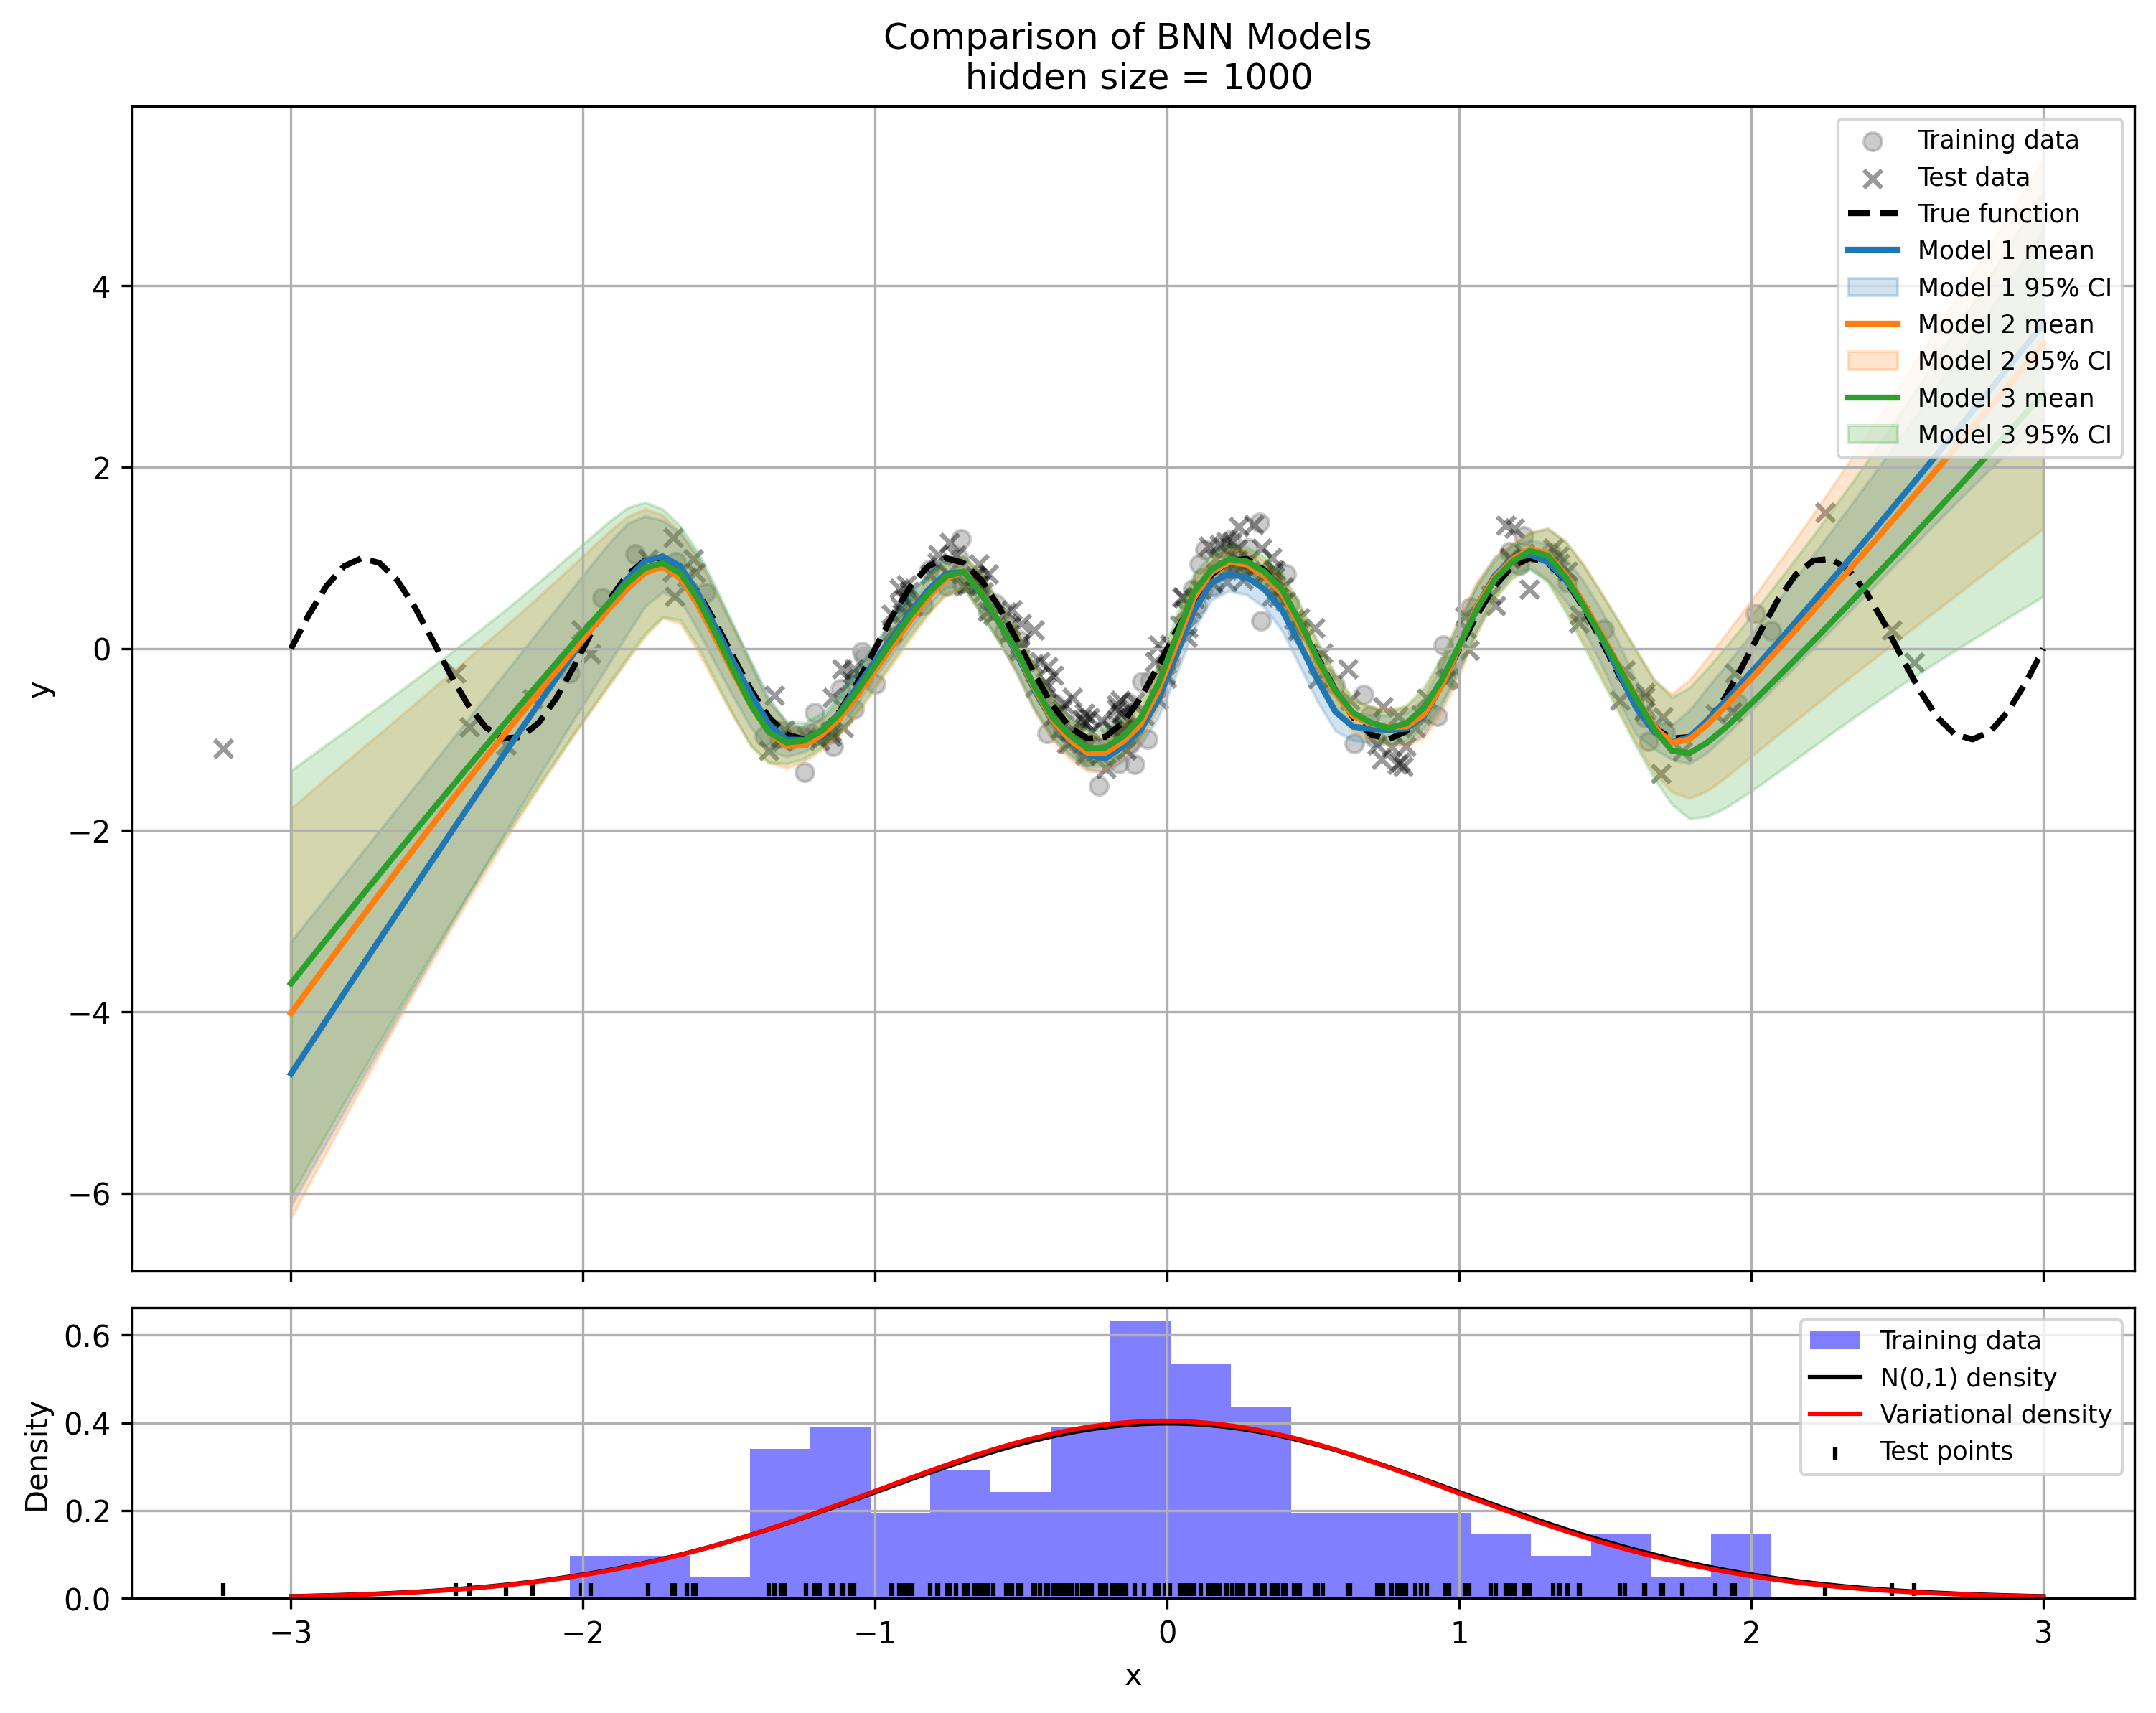 Comparison of BNN Models
hidden size = 1000
Training data
Test data
True function
Model 1 mean
Model 1 95% CI
Model 2 mean
Model 2 95% CI
Model 3 mean
Model 3 95% CI
4
2
0
−2
−4
−6
y
Training data
N(0,1) density
Variational density
Test points
0.6
0.4
0.2
0.0
Density
−3
−2
−1
0
1
2
3
x